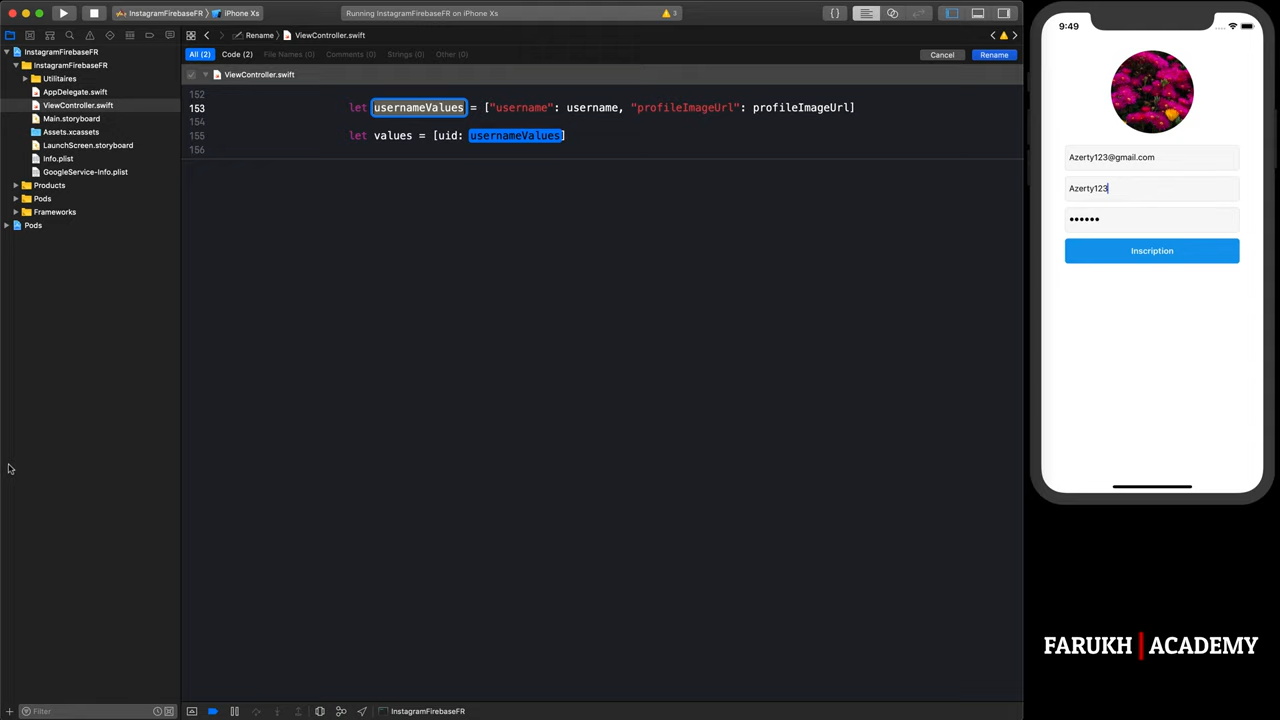 InstagramFirebaseFR
iPhone Xs
Running InstagramFirebaseFR on iPhone Xs
3
Rename
ViewController.swift
All (2)
Code (2)
File Names (0)
Comments (0)
Strings (0)
Other (0)
Cancel
Rename
ViewController.swift
InstagramFirebaseFR
InstagramFirebaseFR
Utilitaires
AppDelegate.swift
ViewController.swift
Main.storyboard
Assets.xcassets
LaunchScreen.storyboard
Info.plist
GoogleService-Info.plist
Products
Pods
Frameworks
Pods
152
153 let usernameValues = ["username": username, "profileImageUrl": profileImageUrl]
154
155 let values = [uid: usernameValues]
156
Filter
InstagramFirebaseFR
9:49
Azerty123@gmail.com
Azerty123
••••••
Inscription
FARUKH | ACADEMY